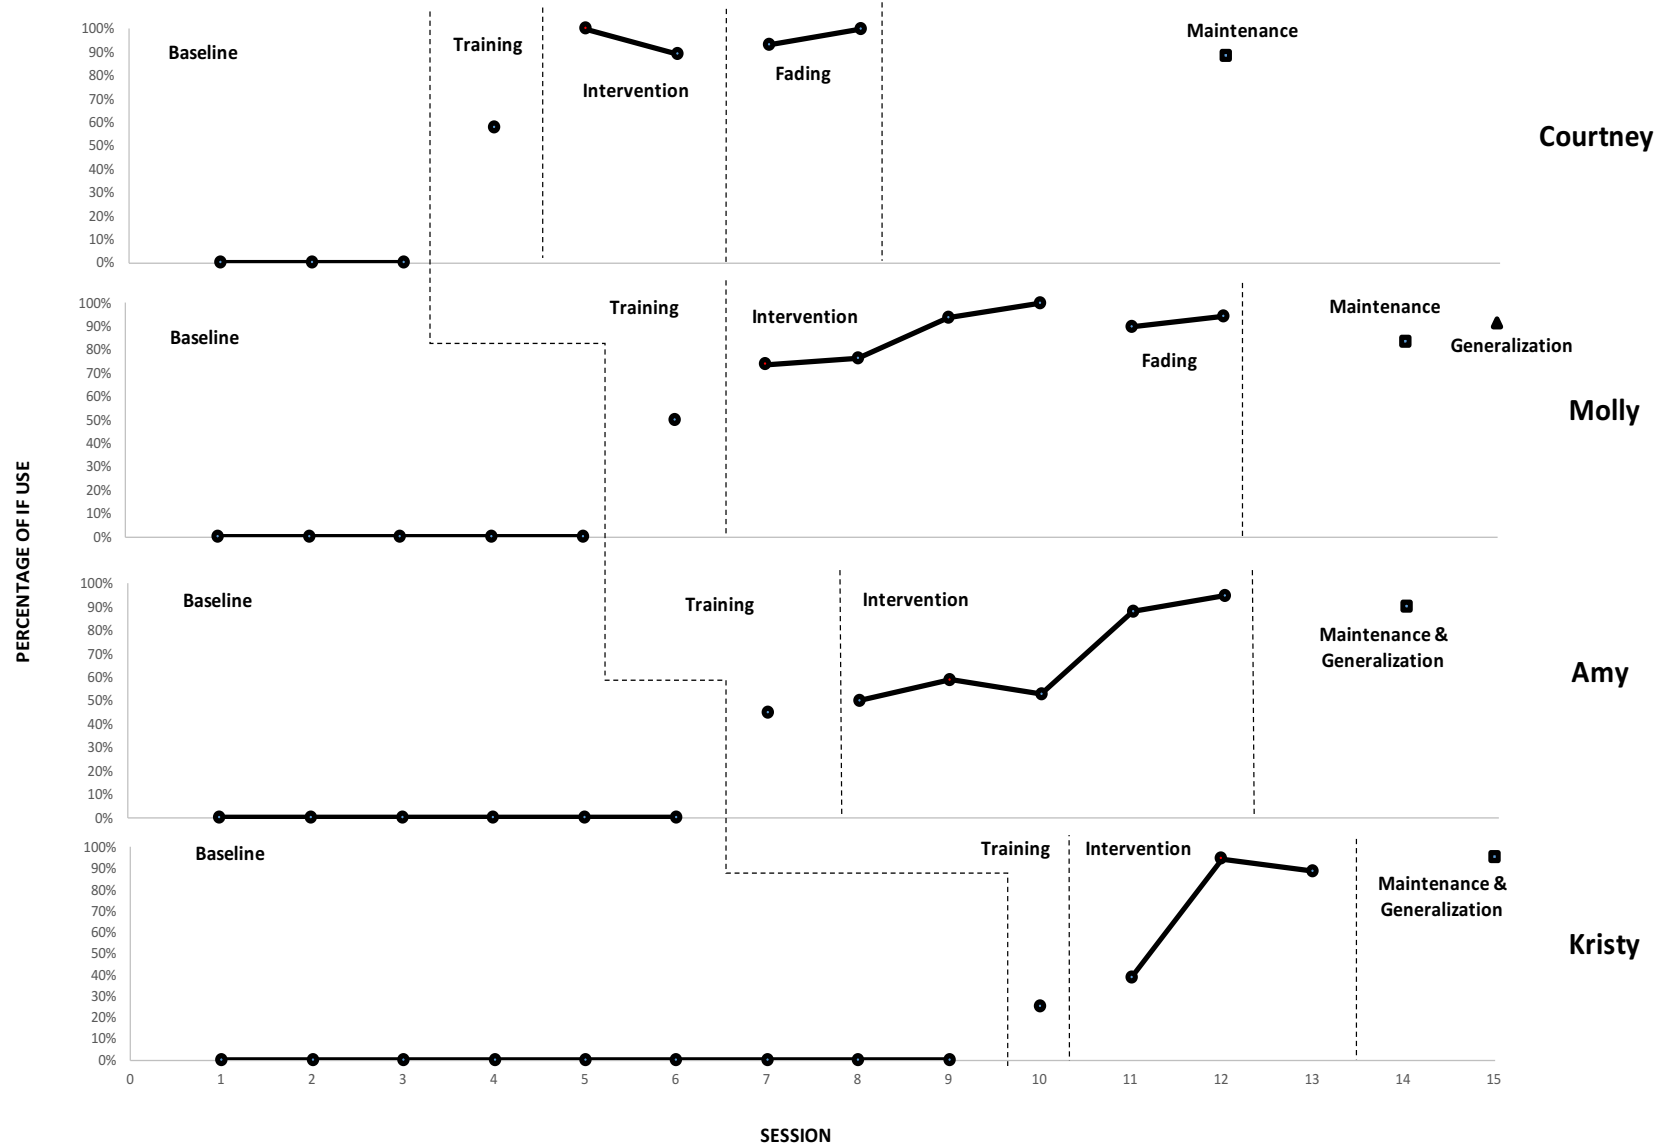 100%
90%
80%
70%
60%
50%
40%
30%
20%
10%
0%
Baseline
Training
Intervention
Fading
Maintenance
Courtney
100%
90%
80%
70%
60%
50%
40%
30%
20%
10%
0%
Baseline
Training
Intervention
Fading
Maintenance
Generalization
Molly
PERCENTAGE OF IF USE
100%
90%
80%
70%
60%
50%
40%
30%
20%
10%
0%
Baseline
Training
Intervention
Maintenance &
Generalization
Amy
100%
90%
80%
70%
60%
50%
40%
30%
20%
10%
0%
Baseline
Training
Intervention
Maintenance &
Generalization
Kristy
0 1 2 3 4 5 6 7 8 9 10 11 12 13 14 15
SESSION